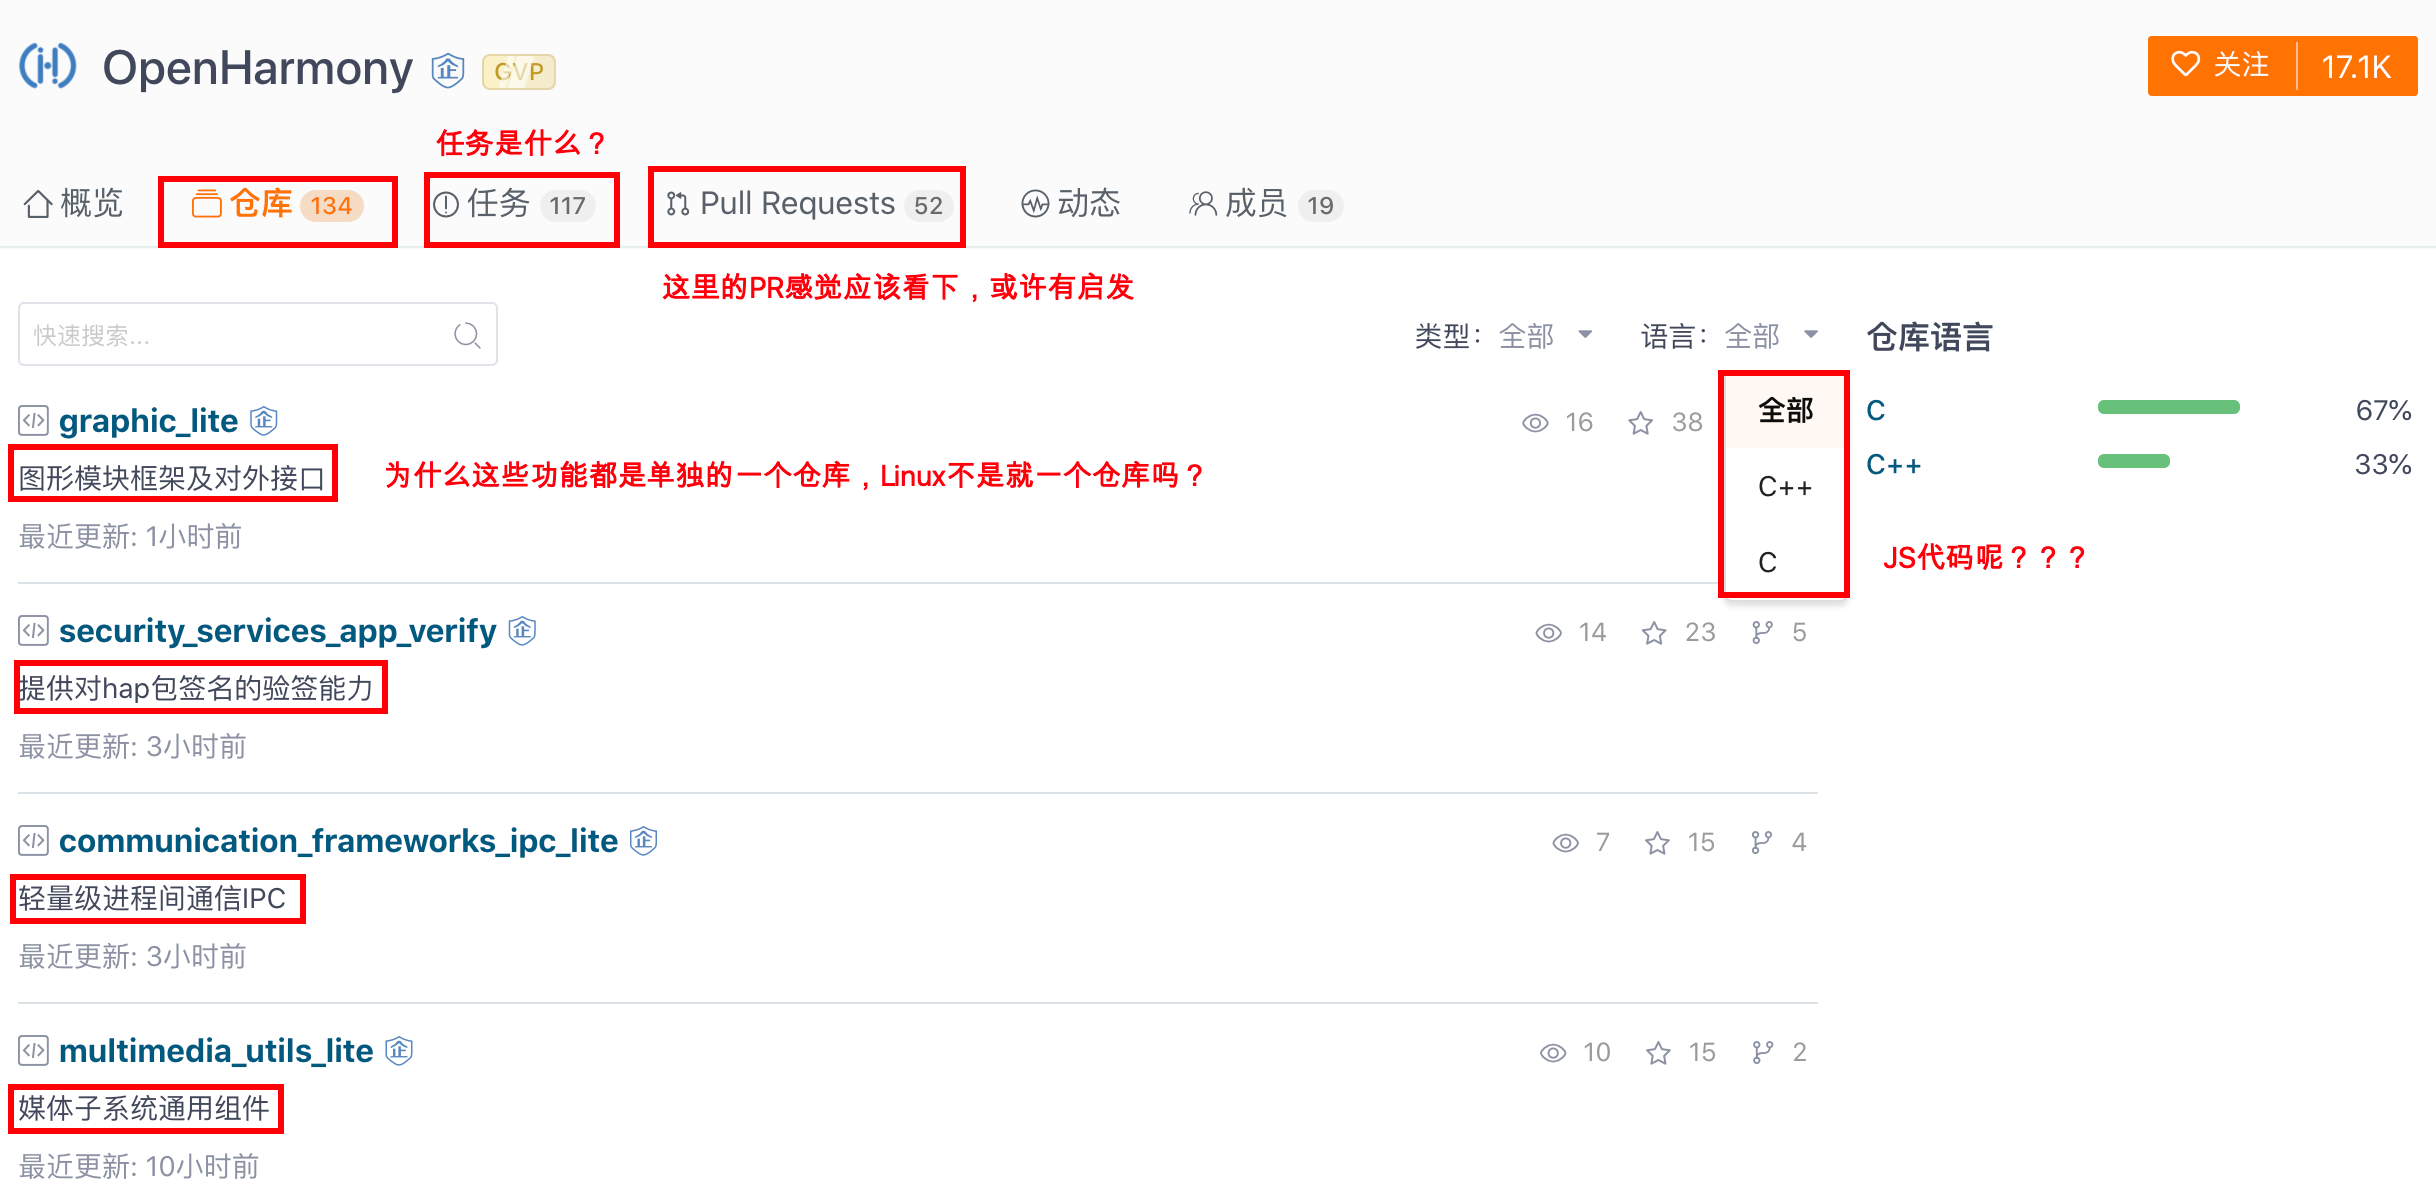 OpenHarmony 企 GVP
关注 17.1K
任务是什么？
概览 仓库 134 任务 117 Pull Requests 52 动态 成员 19
这里的PR感觉应该看下，或许有启发
快速搜索...
类型： 全部 语言： 全部 仓库语言
graphic_lite 企 16 38
全部
C 67%
图形模块框架及对外接口
为什么这些功能都是单独的一个仓库，Linux不是就一个仓库吗？
C++
C++ 33%
最近更新: 1小时前
C
JS代码呢？？？
security_services_app_verify 企 14 23 5
提供对hap包签名的验签能力
最近更新: 3小时前
communication_frameworks_ipc_lite 企 7 15 4
轻量级进程间通信IPC
最近更新: 3小时前
multimedia_utils_lite 企 10 15 2
媒体子系统通用组件
最近更新: 10小时前